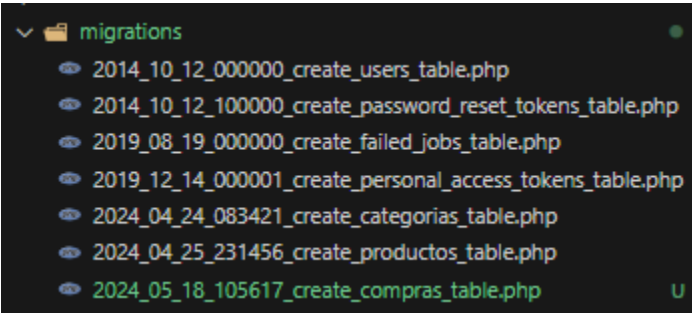 migrations
2014_10_12_000000_create_users_table.php
2014_10_12_100000_create_password_reset_tokens_table.php
2019_08_19_000000_create_failed_jobs_table.php
2019_12_14_000001_create_personal_access_tokens_table.php
2024_04_24_083421_create_categorias_table.php
2024_04_25_231456_create_productos_table.php
2024_05_18_105617_create_compras_table.php U